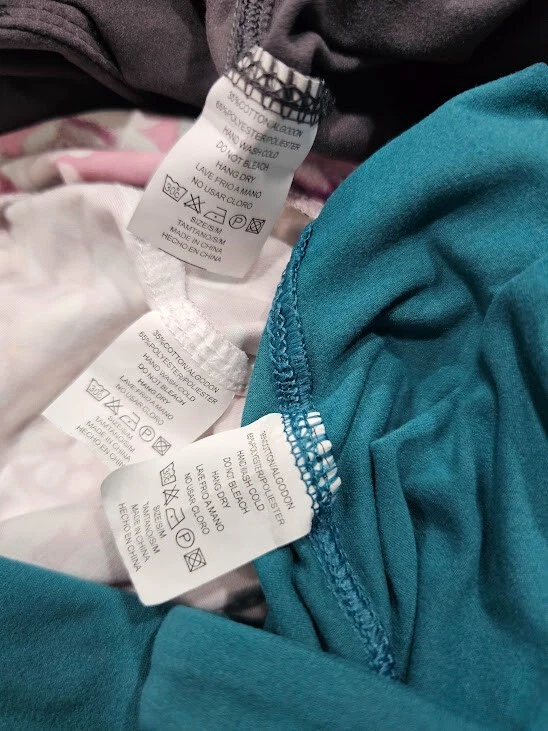 35%COTTON/ALGODON
65%POLYESTER/POLIESTER
HAND WASH COLD
DO NOT BLEACH
HANG DRY
LAVE FRIO A MANO
NO USAR CLORO
30°
P
SIZE:S/M
TAMTANO:S/M
MADE IN CHINA
HECHO EN CHINA
35%COTTON/ALGODON
65%POLYESTER/POLIESTER
HAND WASH COLD
DO NOT BLEACH
HANG DRY
LAVE FRIO A MANO
NO USAR CLORO
P
SIZE:S/M
TAMTANO:S/M
MADE IN CHINA
HECHO EN CHINA
35%COTTON/ALGODON
65%POLYESTER/POLIESTER
HAND WASH COLD
DO NOT BLEACH
HANG DRY
LAVE FRIO A MANO
NO USAR CLORO
P
SIZE:S/M
TAMTANO:S/M
MADE IN CHINA
HECHO EN CHINA